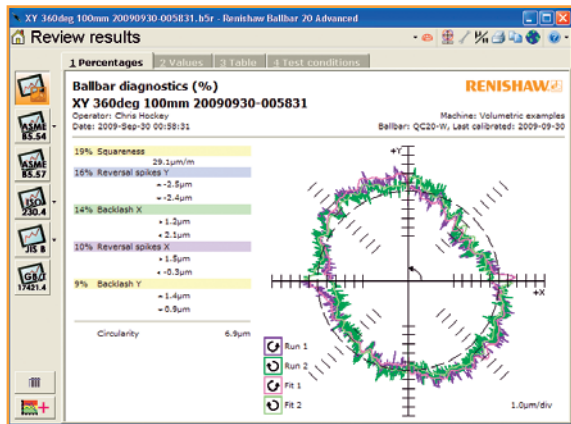 XY 360deg 100mm 20090930-005831.b5r - Renishaw Ballbar 20 Advanced
Review results
1 Percentages
2 Values
3 Table
4 Test conditions
Ballbar diagnostics (%)
RENISHAW
XY 360deg 100mm 20090930-005831
Operator: Chris Hockey
Machine: Volumetric examples
Date: 2009-Sep-30 00:58:31
Ballbar: QC20-W, Last calibrated: 2009-09-30
ASME B5.54
ASME B5.57
ISO 230.4
JIS B
GB/T 17421.4
19% Squareness
29.1µm/m
16% Reversal spikes Y
-2.5µm
-2.4µm
14% Backlash X
1.2µm
2.1µm
10% Reversal spikes X
1.5µm
-0.3µm
9% Backlash Y
1.4µm
0.9µm
Circularity 6.9µm
+Y
+X
Run 1
Run 2
Fit 1
Fit 2
1.0µm/div